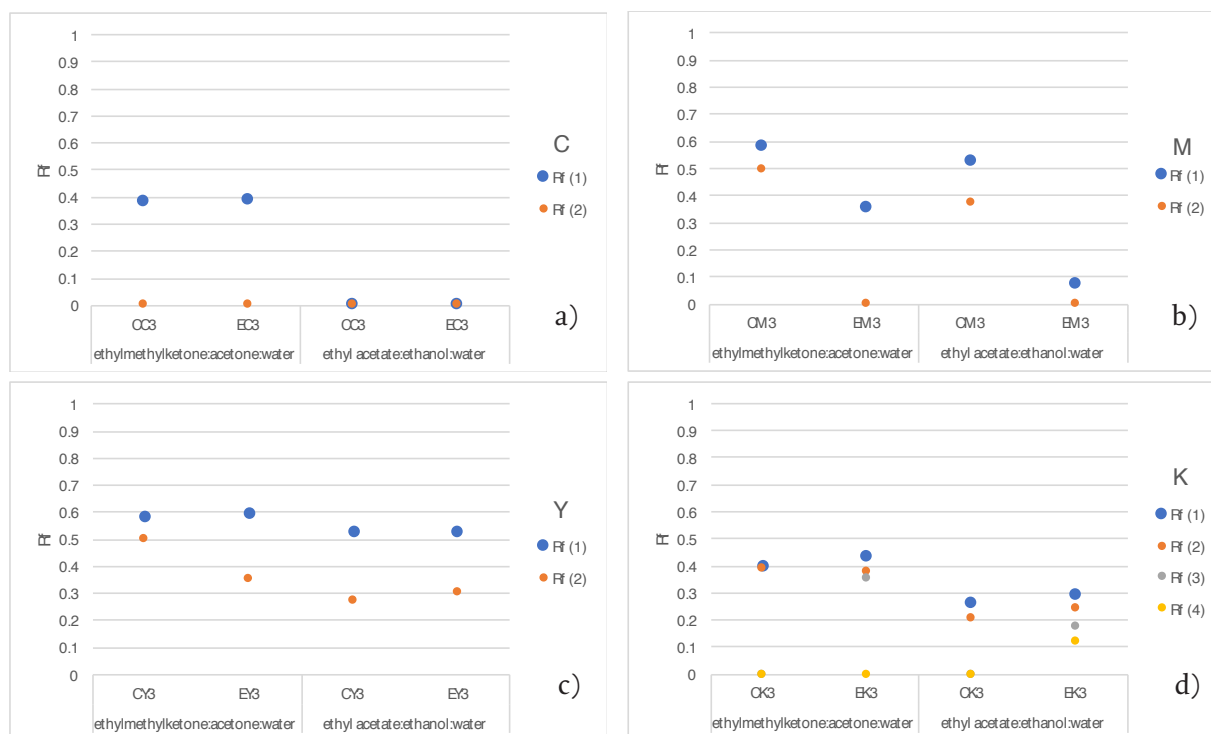 1
0.9
0.8
0.7
0.6
0.5
0.4
0.3
0.2
0.1
0
Rf
CC3 EC3 CC3 EC3
ethylmethylketone:acetone:water ethyl acetate:ethanol:water
C
Rf (1)
Rf (2)
a)
1
0.9
0.8
0.7
0.6
0.5
0.4
0.3
0.2
0.1
0
Rf
CM3 EM3 CM3 EM3
ethylmethylketone:acetone:water ethyl acetate:ethanol:water
M
Rf (1)
Rf (2)
b)
1
0.9
0.8
0.7
0.6
0.5
0.4
0.3
0.2
0.1
0
Rf
CY3 EY3 CY3 EY3
ethylmethylketone:acetone:water ethyl acetate:ethanol:water
Y
Rf (1)
Rf (2)
c)
1
0.9
0.8
0.7
0.6
0.5
0.4
0.3
0.2
0.1
0
Rf
CK3 EK3 CK3 EK3
ethylmethylketone:acetone:water ethyl acetate:ethanol:water
K
Rf (1)
Rf (2)
Rf (3)
Rf (4)
d)